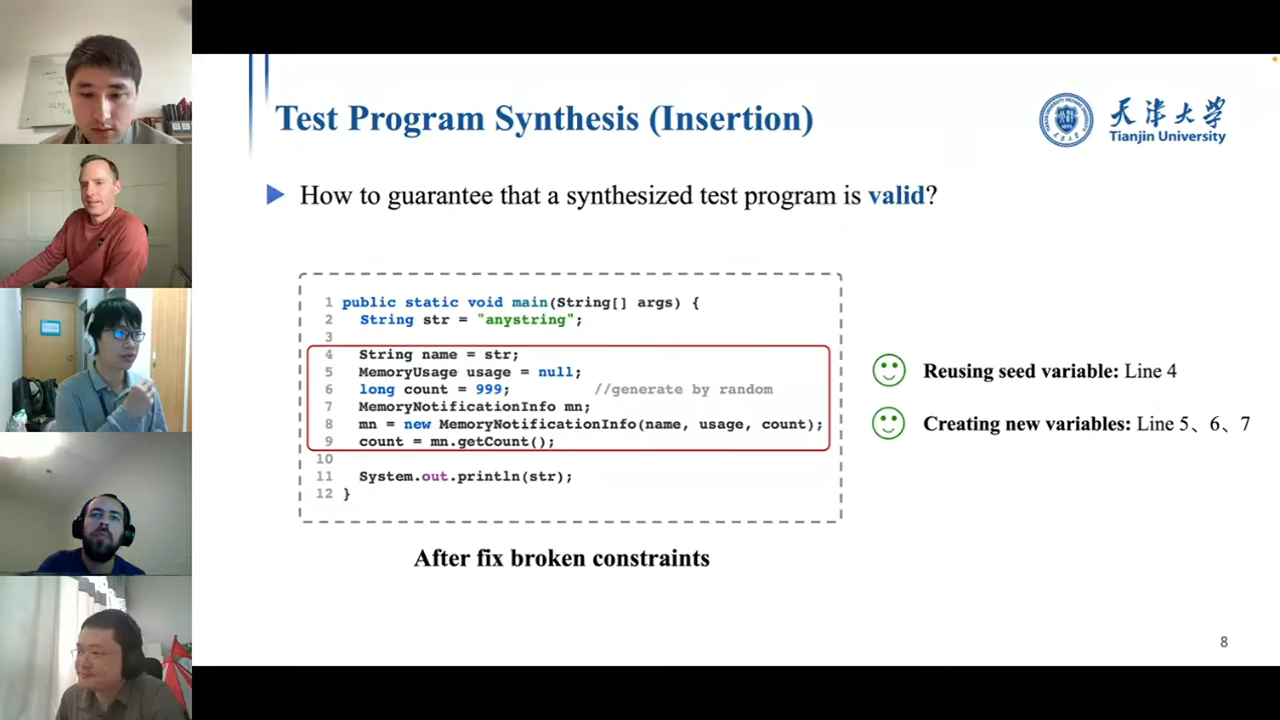 Test Program Synthesis (Insertion)
天津大学
Tianjin University
How to guarantee that a synthesized test program is valid?
1 public static void main(String[] args) {
2 String str = "anystring";
3
4 String name = str;
5 MemoryUsage usage = null;
6 long count = 999; //generate by random
7 MemoryNotificationInfo mn;
8 mn = new MemoryNotificationInfo(name, usage, count);
9 count = mn.getCount();
10
11 System.out.println(str);
12 }
Reusing seed variable: Line 4
Creating new variables: Line 5、6、7
After fix broken constraints
8